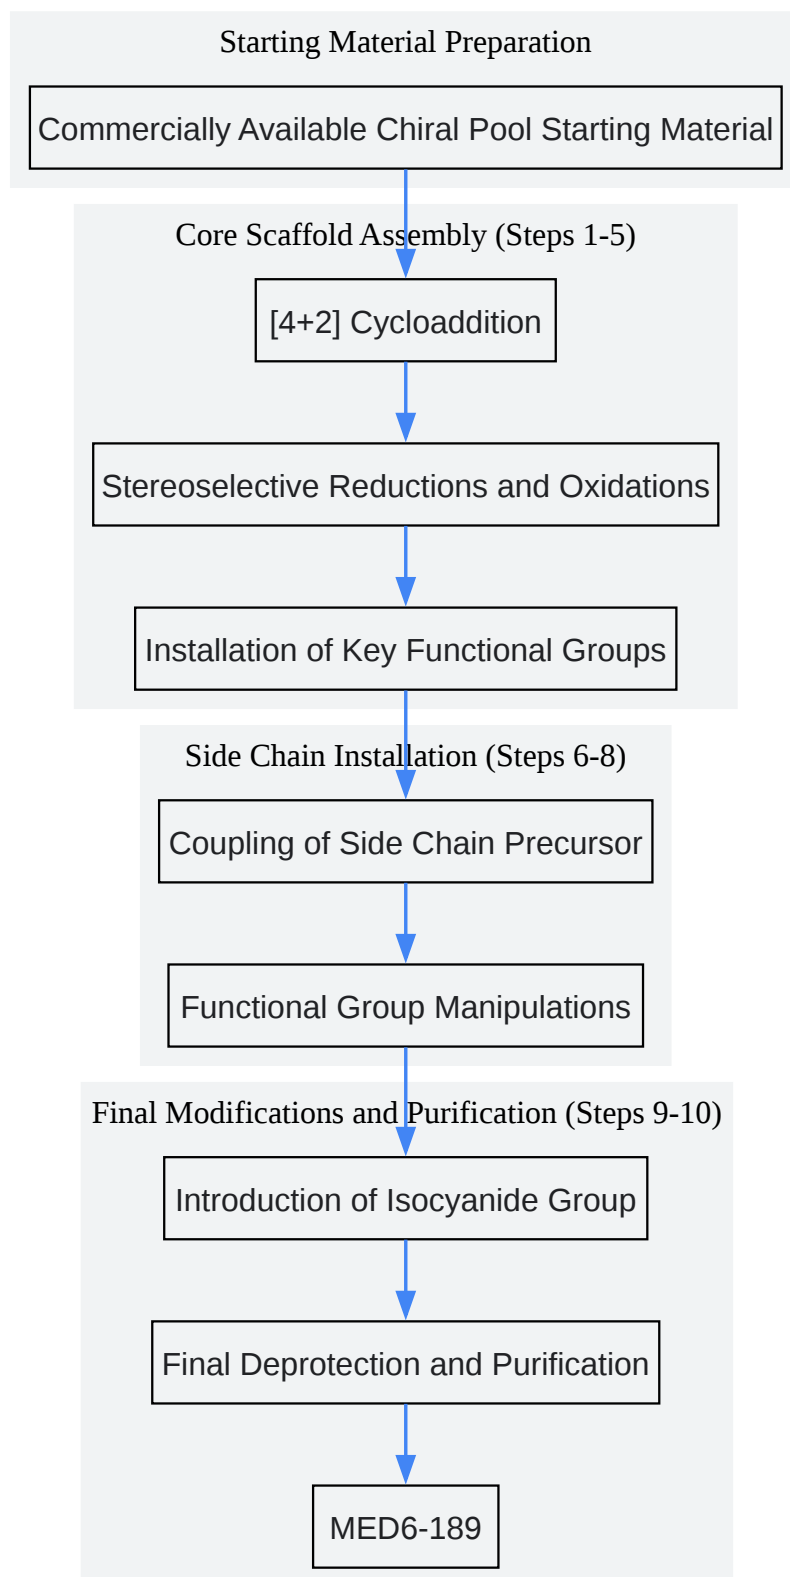 Starting Material Preparation
Commercially Available Chiral Pool Starting Material
Core Scaffold Assembly (Steps 1-5)
[4+2] Cycloaddition
Stereoselective Reductions and Oxidations
Installation of Key Functional Groups
Side Chain Installation (Steps 6-8)
Coupling of Side Chain Precursor
Functional Group Manipulations
Final Modifications and Purification (Steps 9-10)
Introduction of Isocyanide Group
Final Deprotection and Purification
MED6-189